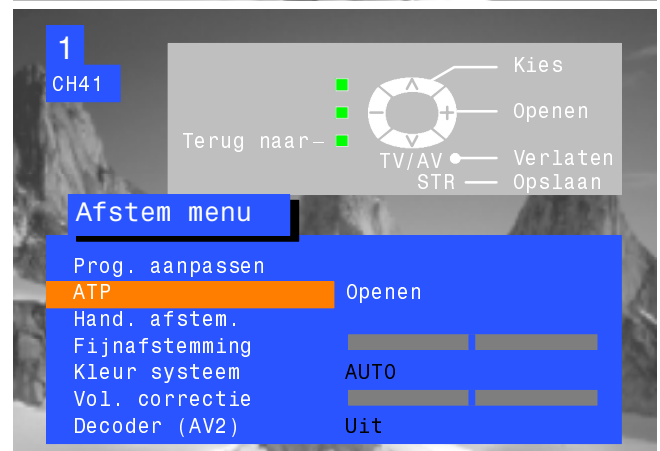 1
CH41
Kies
Openen
Terug naar
TV/AV Verlaten
STR Opslaan
Afstem menu
Prog. aanpassen
ATP Openen
Hand. afstem.
Fijnafstemming
Kleur systeem AUTO
Vol. correctie
Decoder (AV2) Uit